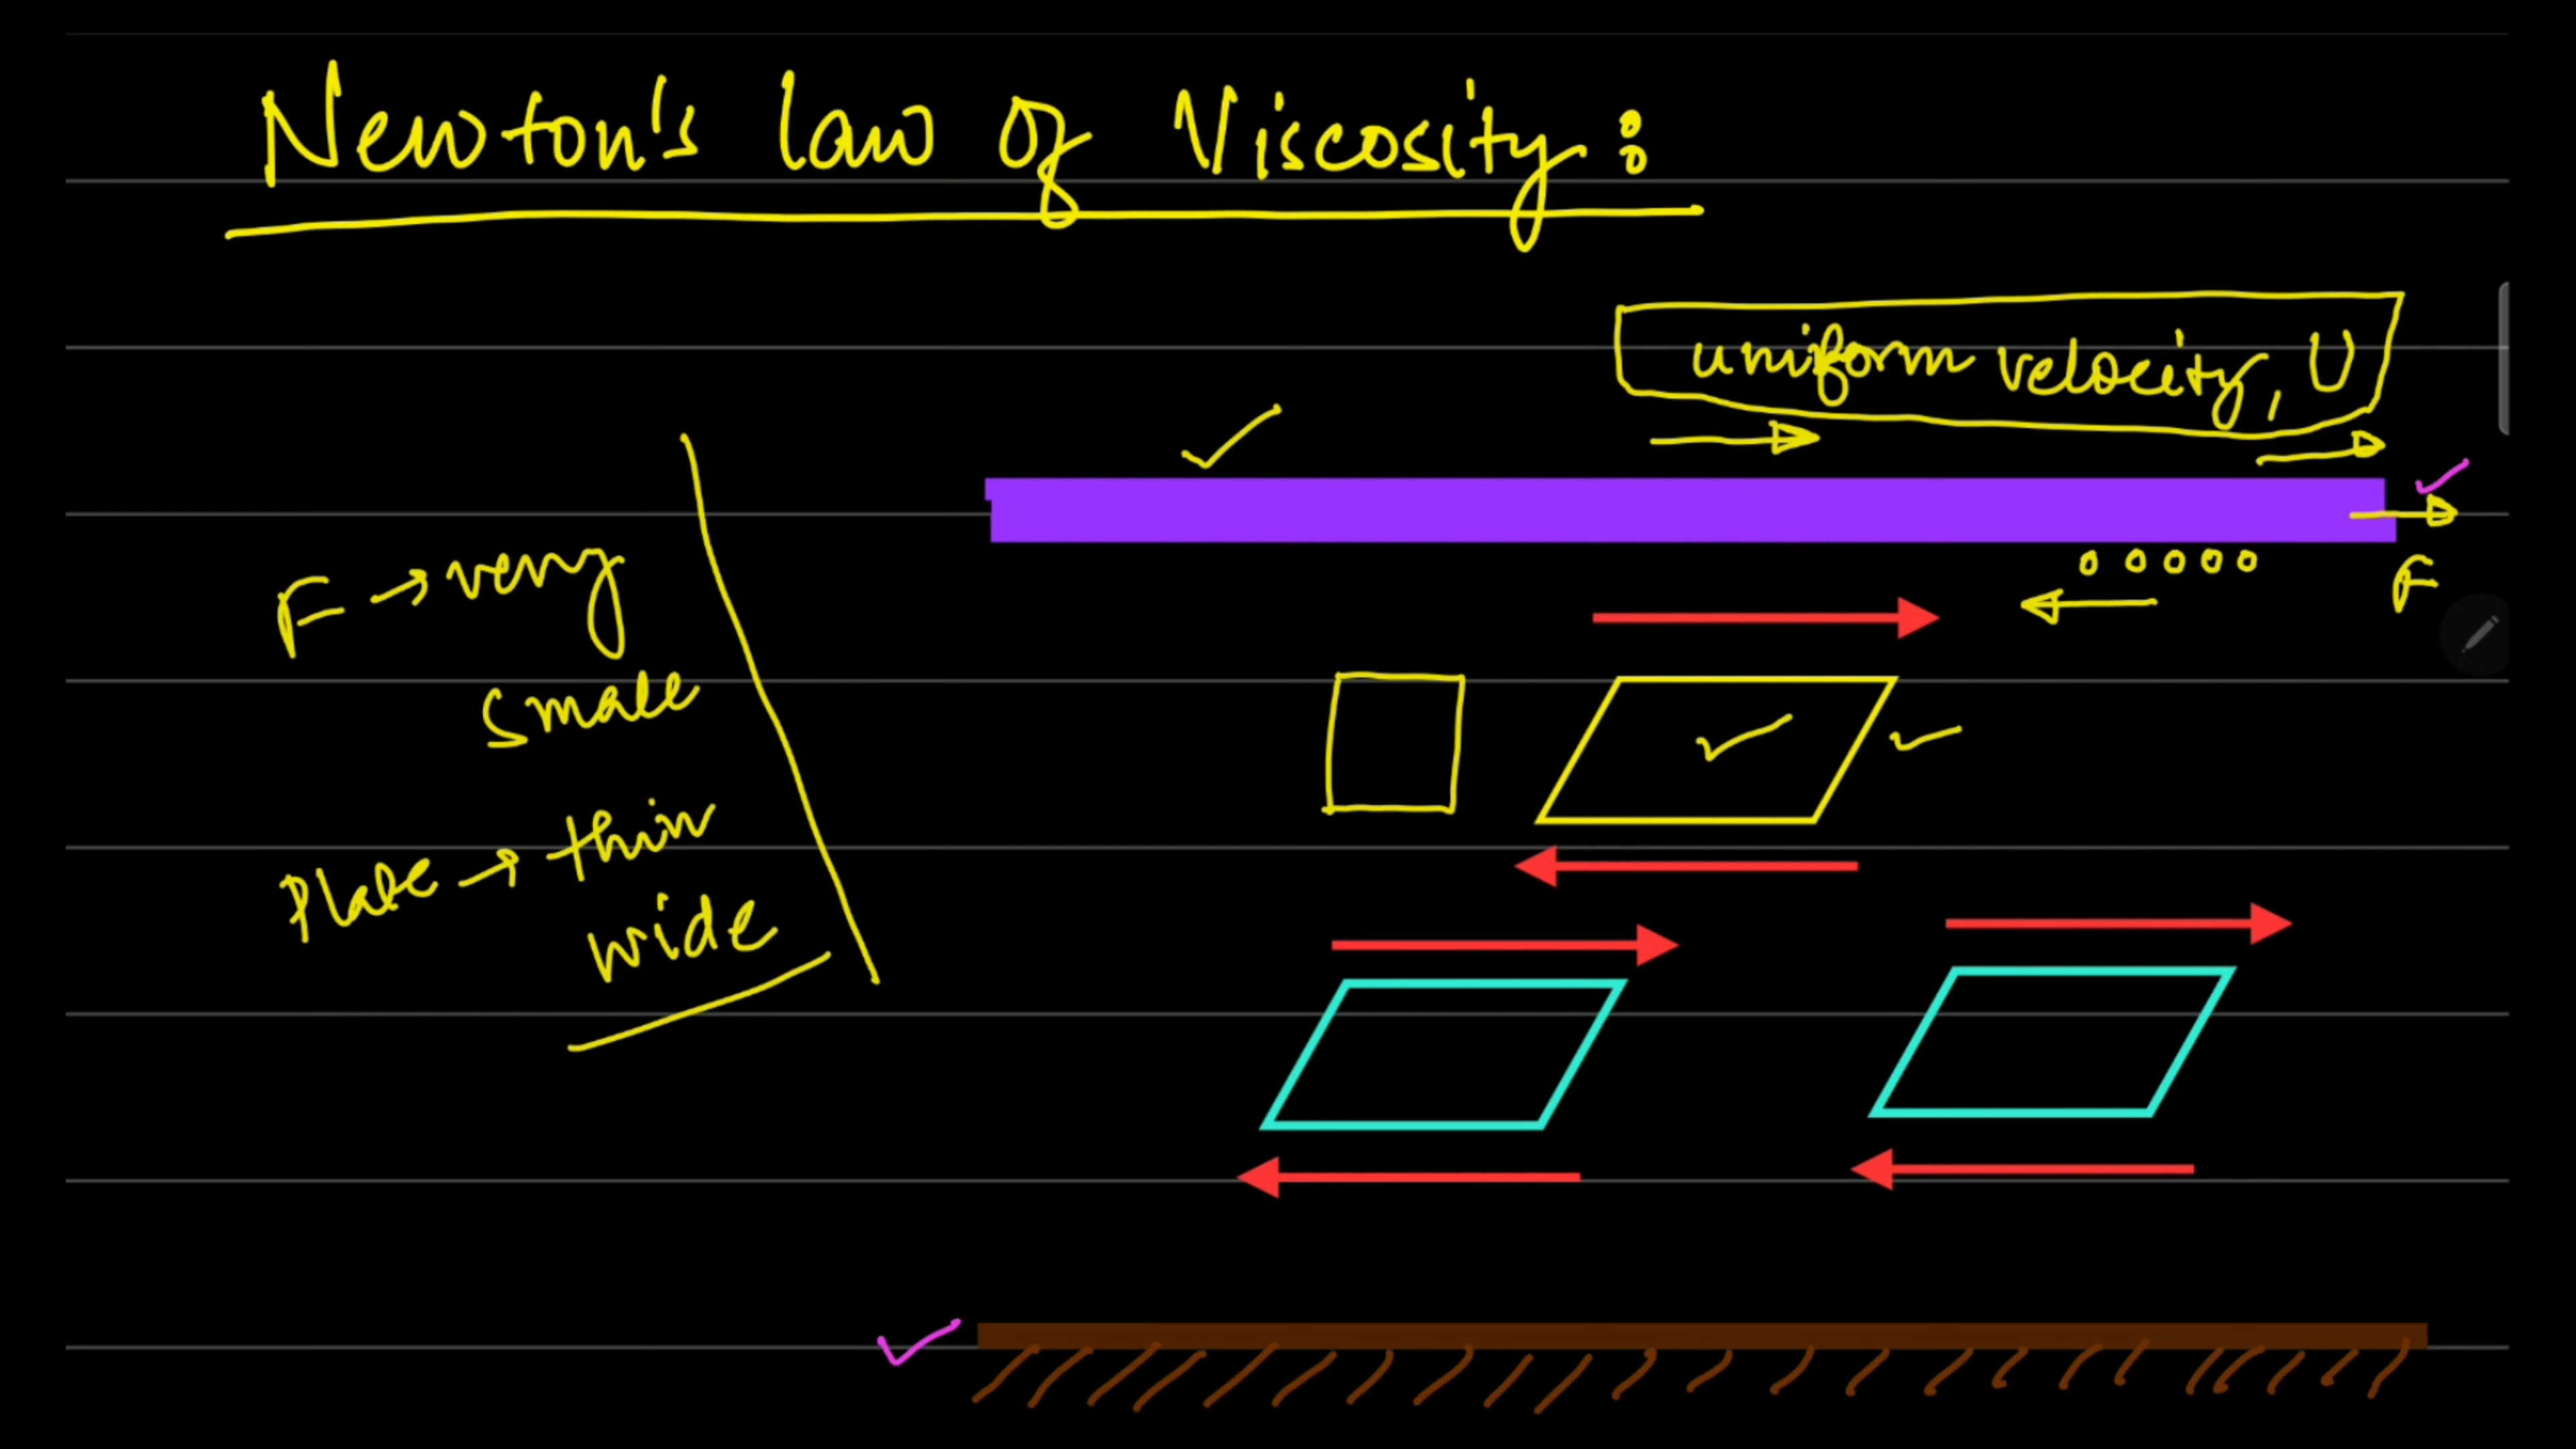 Newton's law of Viscosity:
uniform velocity, U
F
F → very
small
Plate → thin
wide